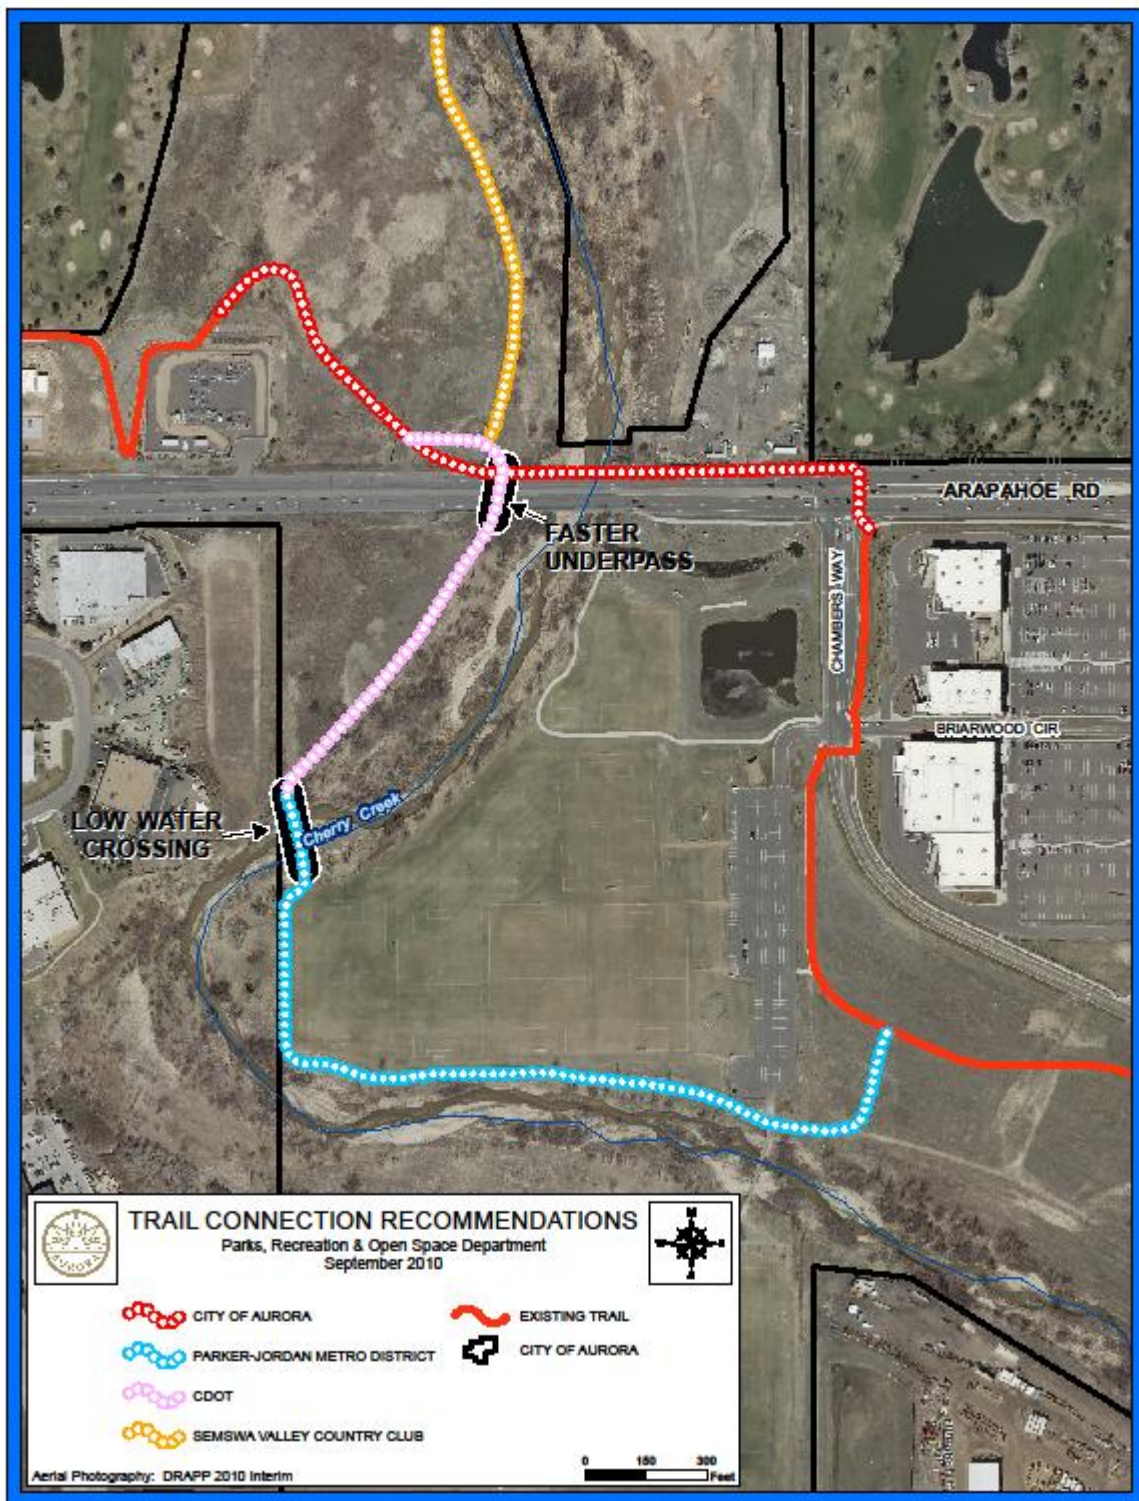 ARAPAHOE RD
FASTER
UNDERPASS
CHAMBERS WAY
BRIARWOOD CIR
LOW WATER
CROSSING
Cherry Creek
TRAIL CONNECTION RECOMMENDATIONS
Parks, Recreation & Open Space Department
September 2010
AURORA
N
W
E
S
CITY OF AURORA
EXISTING TRAIL
PARKER-JORDAN METRO DISTRICT
CITY OF AURORA
CDOT
SEMSWA VALLEY COUNTRY CLUB
Aerial Photography: DRAPP 2010 Interim
0 150 300
Feet